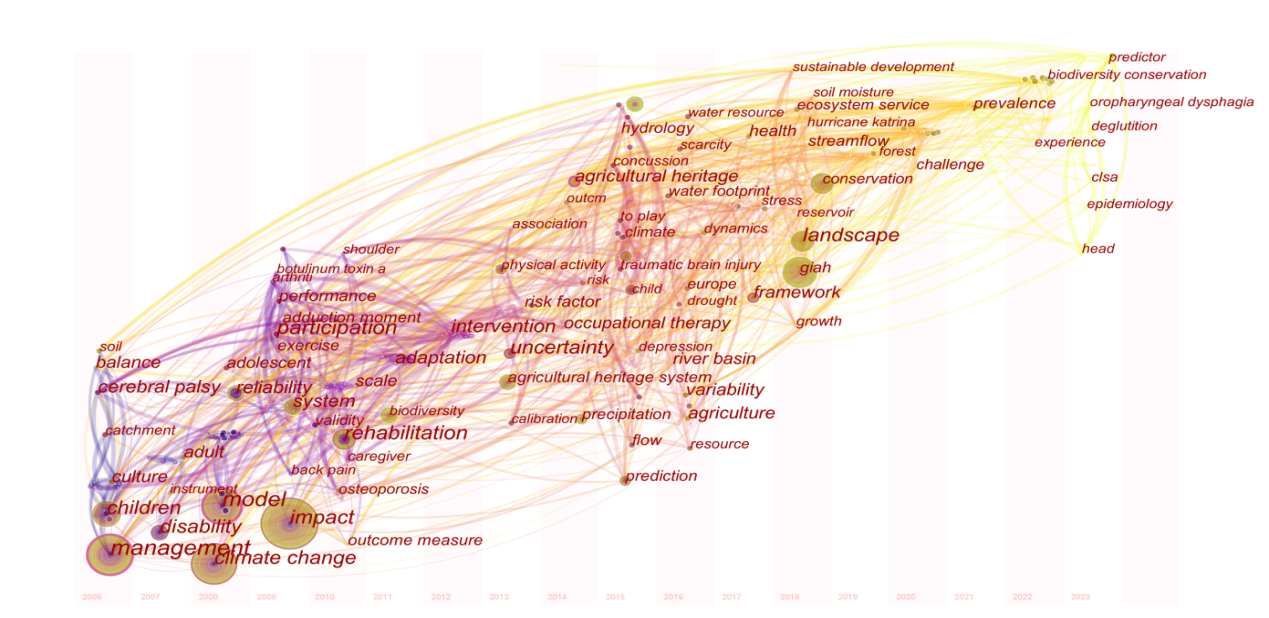 predictor
sustainable development
biodiversity conservation
soil moisture
ecosystem service
prevalence
oropharyngeal dysphagia
water resource
hurricane katrina
deglutition
hydrology
health
streamflow
experience
scarcity
forest
concussion
challenge
agricultural heritage
conservation
clsa
water footprint
outcm
stress
epidemiology
reservoir
to play
association
climate
dynamics
landscape
shoulder
head
botulinum toxin a
physical activity
traumatic brain injury
giah
arthriti
risk
child
europe
framework
performance
risk factor
drought
adduction moment
participation
intervention
occupational therapy
growth
soil
exercise
uncertainty
depression
balance
adolescent
adaptation
river basin
cerebral palsy
reliability
scale
agricultural heritage system
variability
system
biodiversity
precipitation
agriculture
catchment
validity
rehabilitation
calibration
flow
resource
adult
caregiver
culture
back pain
prediction
instrument
osteoporosis
children
model
impact
disability
outcome measure
management
climate change
2006 2007 2008 2009 2010 2011 2012 2013 2014 2015 2016 2017 2018 2019 2020 2021 2022 2023